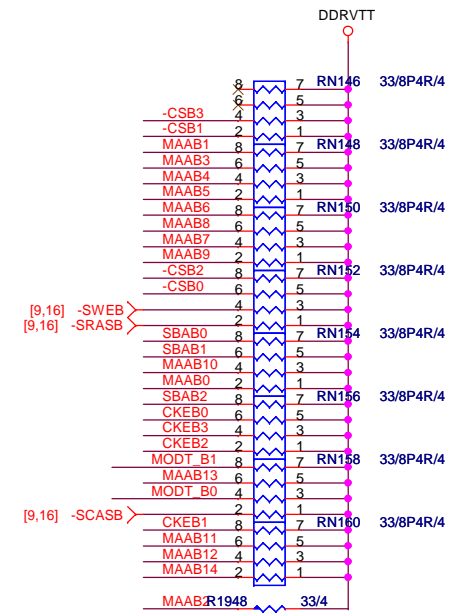 DDRVTT
8 7 RN146 33/8P4R/4
6 5
-CSB3 4 3
-CSB1 2 1
MAAB1 8 7 RN148 33/8P4R/4
MAAB3 6 5
MAAB4 4 3
MAAB5 2 1
MAAB6 8 7 RN150 33/8P4R/4
MAAB8 6 5
MAAB7 4 3
MAAB9 2 1
-CSB2 8 7 RN152 33/8P4R/4
-CSB0 6 5
[9,16] -SWEB 4 3
[9,16] -SRASB 2 1
SBAB0 8 7 RN154 33/8P4R/4
SBAB1 6 5
MAAB10 4 3
MAAB0 2 1
SBAB2 8 7 RN156 33/8P4R/4
CKEB0 6 5
CKEB3 4 3
CKEB2 2 1
MODT_B1 8 7 RN158 33/8P4R/4
MAAB13 6 5
MODT_B0 4 3
[9,16] -SCASB 2 1
CKEB1 8 7 RN160 33/8P4R/4
MAAB11 6 5
MAAB12 4 3
MAAB14 2 1
MAAB2 R1948 33/4